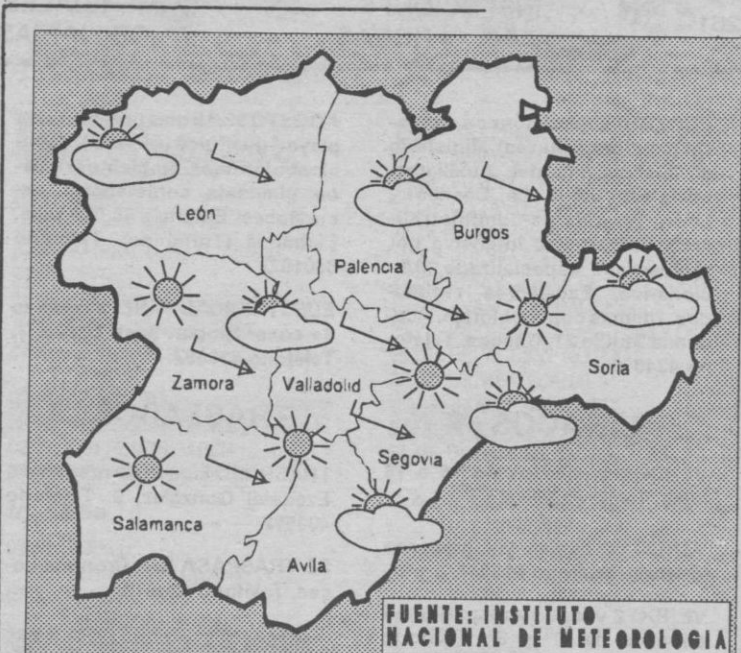 León
Burgos
Palencia
Zamora
Valladolid
Soria
Segovia
Salamanca
Avila
FUENTE: INSTITUTO
NACIONAL DE METEOROLOGIA